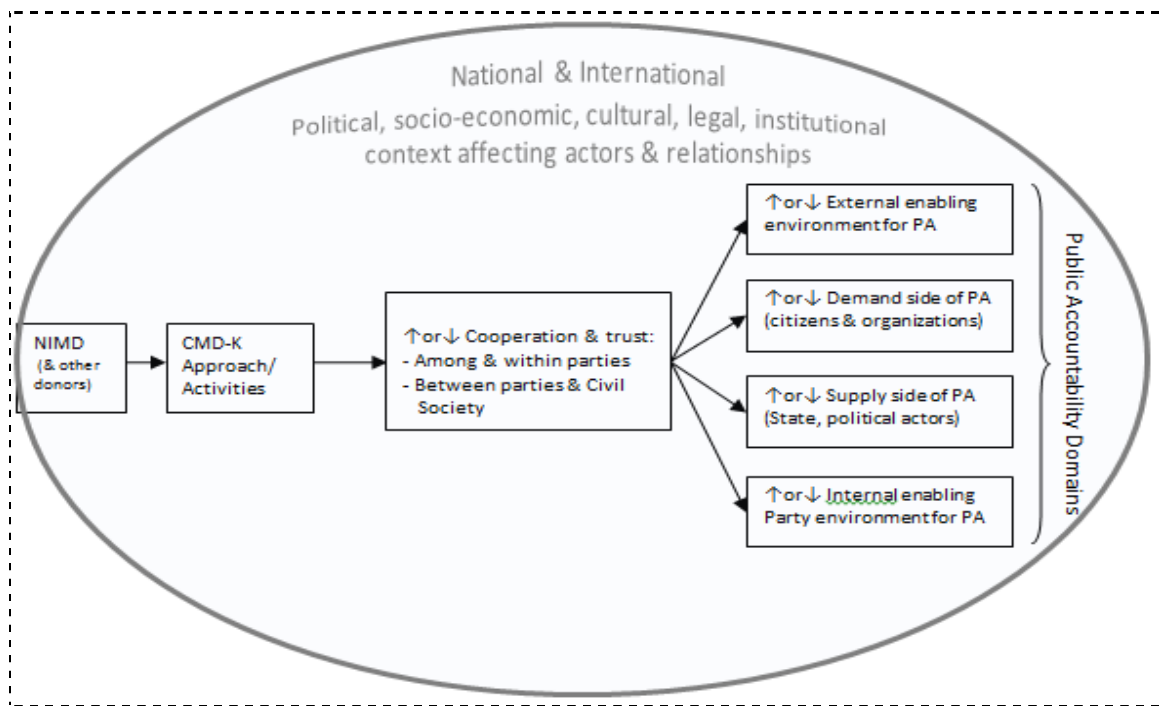 National & International
Political, socio-economic, cultural, legal, institutional
context affecting actors & relationships
NIMD
(& other
donors)
CMD-K
Approach/
Activities
↑or↓ Cooperation & trust:
- Among & within parties
- Between parties & Civil
Society
↑or↓ External enabling
environment for PA
↑or↓ Demand side of PA
(citizens & organizations)
↑or↓ Supply side of PA
(State, political actors)
↑or↓ Internal enabling
Party environment for PA
Public Accountability Domains